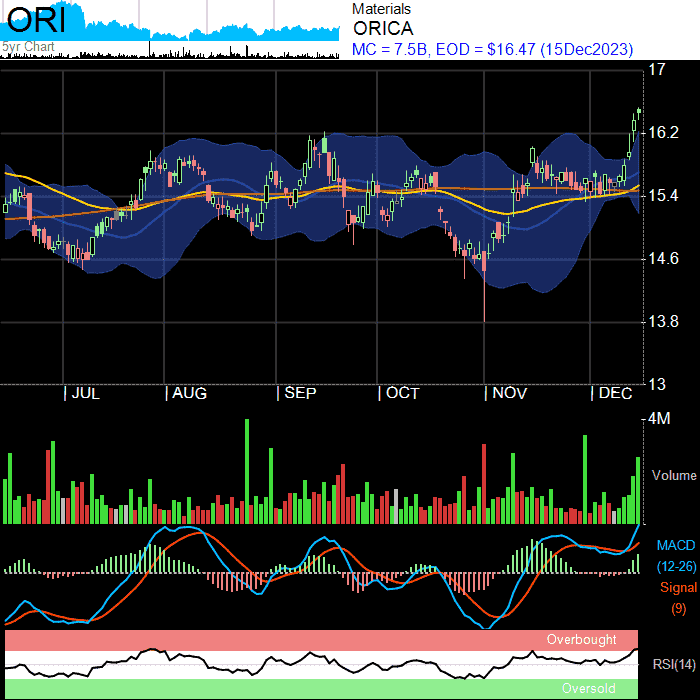 ORI
5yr Chart
Materials
ORICA
MC = 7.5B, EOD = $16.47 (15Dec2023)
17
16.2
15.4
14.6
13.8
13
JUL AUG SEP OCT NOV DEC
4M
Volume
MACD
(12-26)
Signal
(9)
Overbought
RSI(14)
Oversold